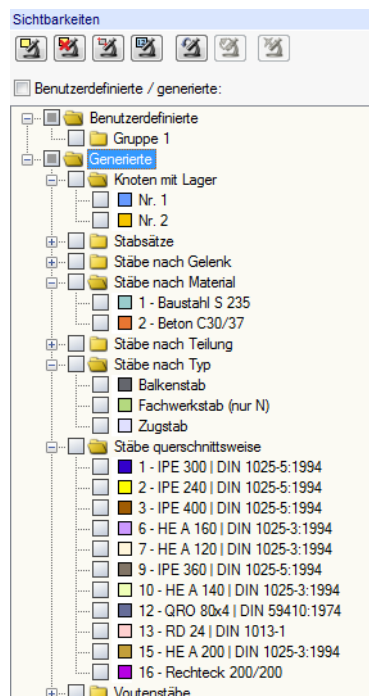 Sichtbarkeiten
Benutzerdefinierte / generierte:
Benutzerdefinierte
Gruppe 1
Generierte
Knoten mit Lager
Nr. 1
Nr. 2
Stabsätze
Stäbe nach Gelenk
Stäbe nach Material
1 - Baustahl S 235
2 - Beton C30/37
Stäbe nach Teilung
Stäbe nach Typ
Balkenstab
Fachwerkstab (nur N)
Zugstab
Stäbe querschnittsweise
1 - IPE 300 | DIN 1025-5:1994
2 - IPE 240 | DIN 1025-5:1994
3 - IPE 400 | DIN 1025-5:1994
6 - HE A 160 | DIN 1025-3:1994
7 - HE A 120 | DIN 1025-3:1994
9 - IPE 360 | DIN 1025-5:1994
10 - HE A 140 | DIN 1025-3:1994
12 - QRO 80x4 | DIN 59410:1974
13 - RD 24 | DIN 1013-1
15 - HE A 200 | DIN 1025-3:1994
16 - Rechteck 200/200
Voutenstäbe